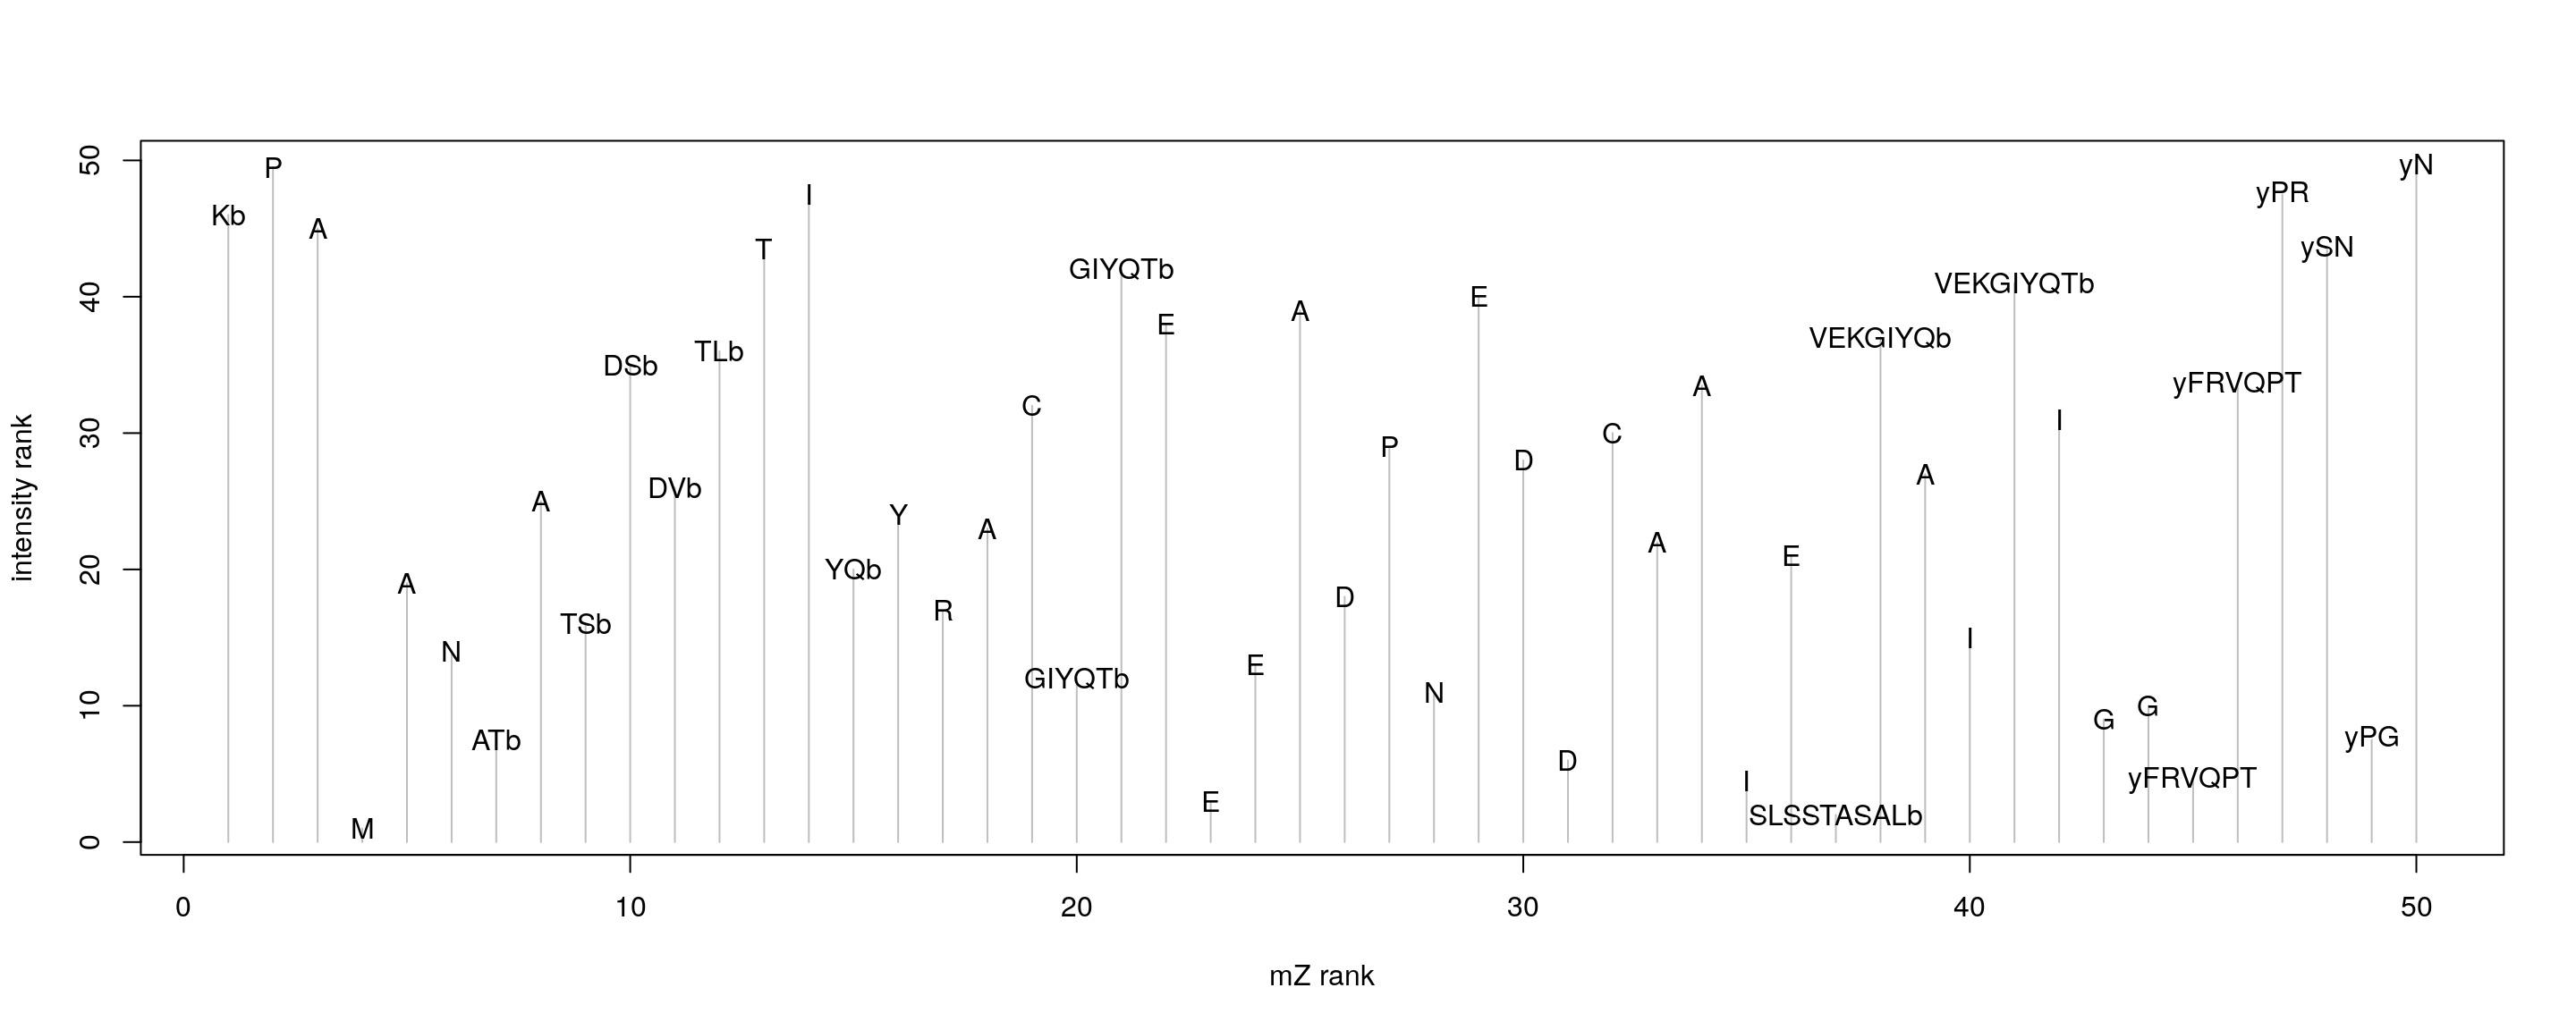 intensity rank
50
40
30
20
10
0
Kb
P
A
M
A
N
ATb
A
TSb
DSb
DVb
TLb
T
I
YQb
Y
R
A
C
GIYQTb
GIYQTb
E
E
E
A
D
P
N
E
D
D
C
A
A
I
E
SLSSTASALb
VEKGIYQb
A
I
VEKGIYQTb
I
G
G
yFRVQPT
yFRVQPT
yPR
ySN
yPG
yN
0
10
20
30
40
50
mZ rank